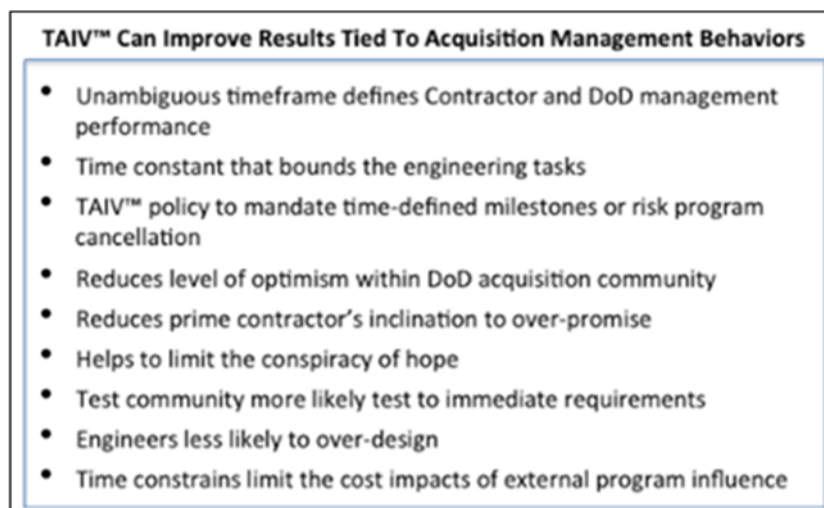 TAIV™ Can Improve Results Tied To Acquisition Management Behaviors
• Unambiguous timeframe defines Contractor and DoD management
performance
• Time constant that bounds the engineering tasks
• TAIV™ policy to mandate time-defined milestones or risk program
cancellation
• Reduces level of optimism within DoD acquisition community
• Reduces prime contractor's inclination to over-promise
• Helps to limit the conspiracy of hope
• Test community more likely test to immediate requirements
• Engineers less likely to over-design
• Time constrains limit the cost impacts of external program influence